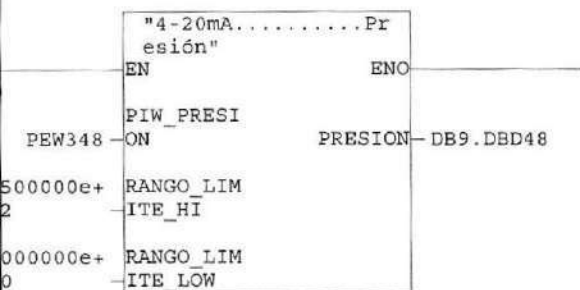 "4-20mA..........Pr
esión"
EN ENO
PIW_PRESI
PEW348 ON PRESION DB9.DBD48
500000e+ RANGO_LIM
2 ITE_HI
000000e+ RANGO_LIM
0 ITE_LOW